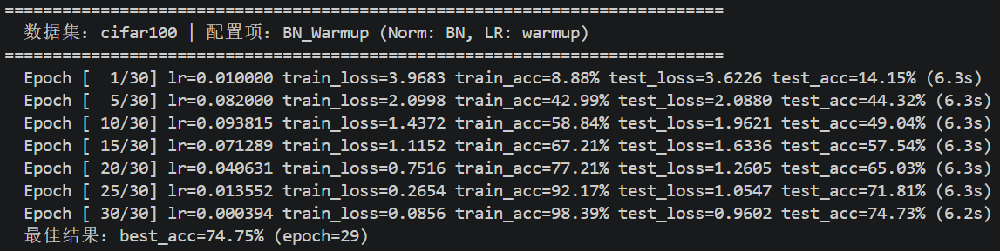 ===========================================================================
数据集：cifar100 | 配置项：BN_Warmup (Norm: BN, LR: warmup)
===========================================================================
Epoch [  1/30] lr=0.010000 train_loss=3.9683 train_acc=8.88% test_loss=3.6226 test_acc=14.15% (6.3s)
Epoch [  5/30] lr=0.082000 train_loss=2.0998 train_acc=42.99% test_loss=2.0880 test_acc=44.32% (6.3s)
Epoch [ 10/30] lr=0.093815 train_loss=1.4372 train_acc=58.84% test_loss=1.9621 test_acc=49.04% (6.3s)
Epoch [ 15/30] lr=0.071289 train_loss=1.1152 train_acc=67.21% test_loss=1.6336 test_acc=57.54% (6.3s)
Epoch [ 20/30] lr=0.040631 train_loss=0.7516 train_acc=77.21% test_loss=1.2605 test_acc=65.03% (6.3s)
Epoch [ 25/30] lr=0.013552 train_loss=0.2654 train_acc=92.17% test_loss=1.0547 test_acc=71.81% (6.3s)
Epoch [ 30/30] lr=0.000394 train_loss=0.0856 train_acc=98.39% test_loss=0.9602 test_acc=74.73% (6.2s)
最佳结果：best_acc=74.75% (epoch=29)